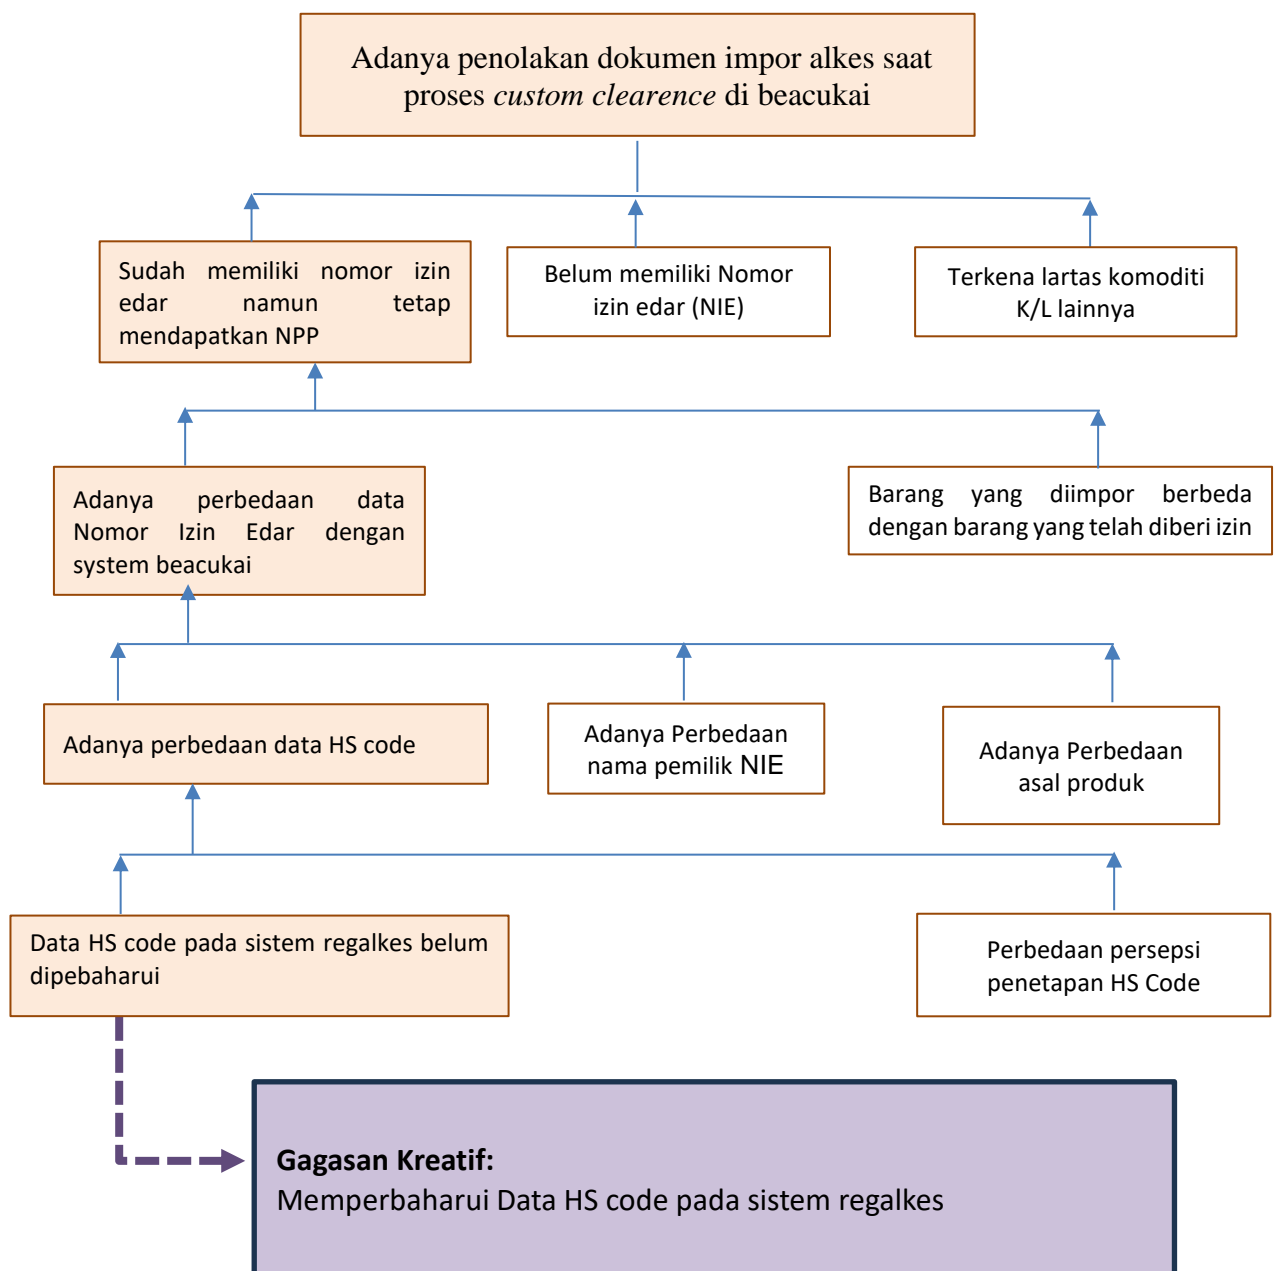 Adanya penolakan dokumen impor alkes saat
proses custom clearence di beacukai
Sudah memiliki nomor izin
edar namun tetap
mendapatkan NPP
Belum memiliki Nomor
izin edar (NIE)
Terkena lartas komoditi
K/L lainnya
Adanya perbedaan data
Nomor Izin Edar dengan
system beacukai
Barang yang diimpor berbeda
dengan barang yang telah diberi izin
Adanya perbedaan data HS code
Adanya Perbedaan
nama pemilik NIE
Adanya Perbedaan
asal produk
Data HS code pada sistem regalkes belum
dipebaharui
Perbedaan persepsi
penetapan HS Code
Gagasan Kreatif:
Memperbaharui Data HS code pada sistem regalkes